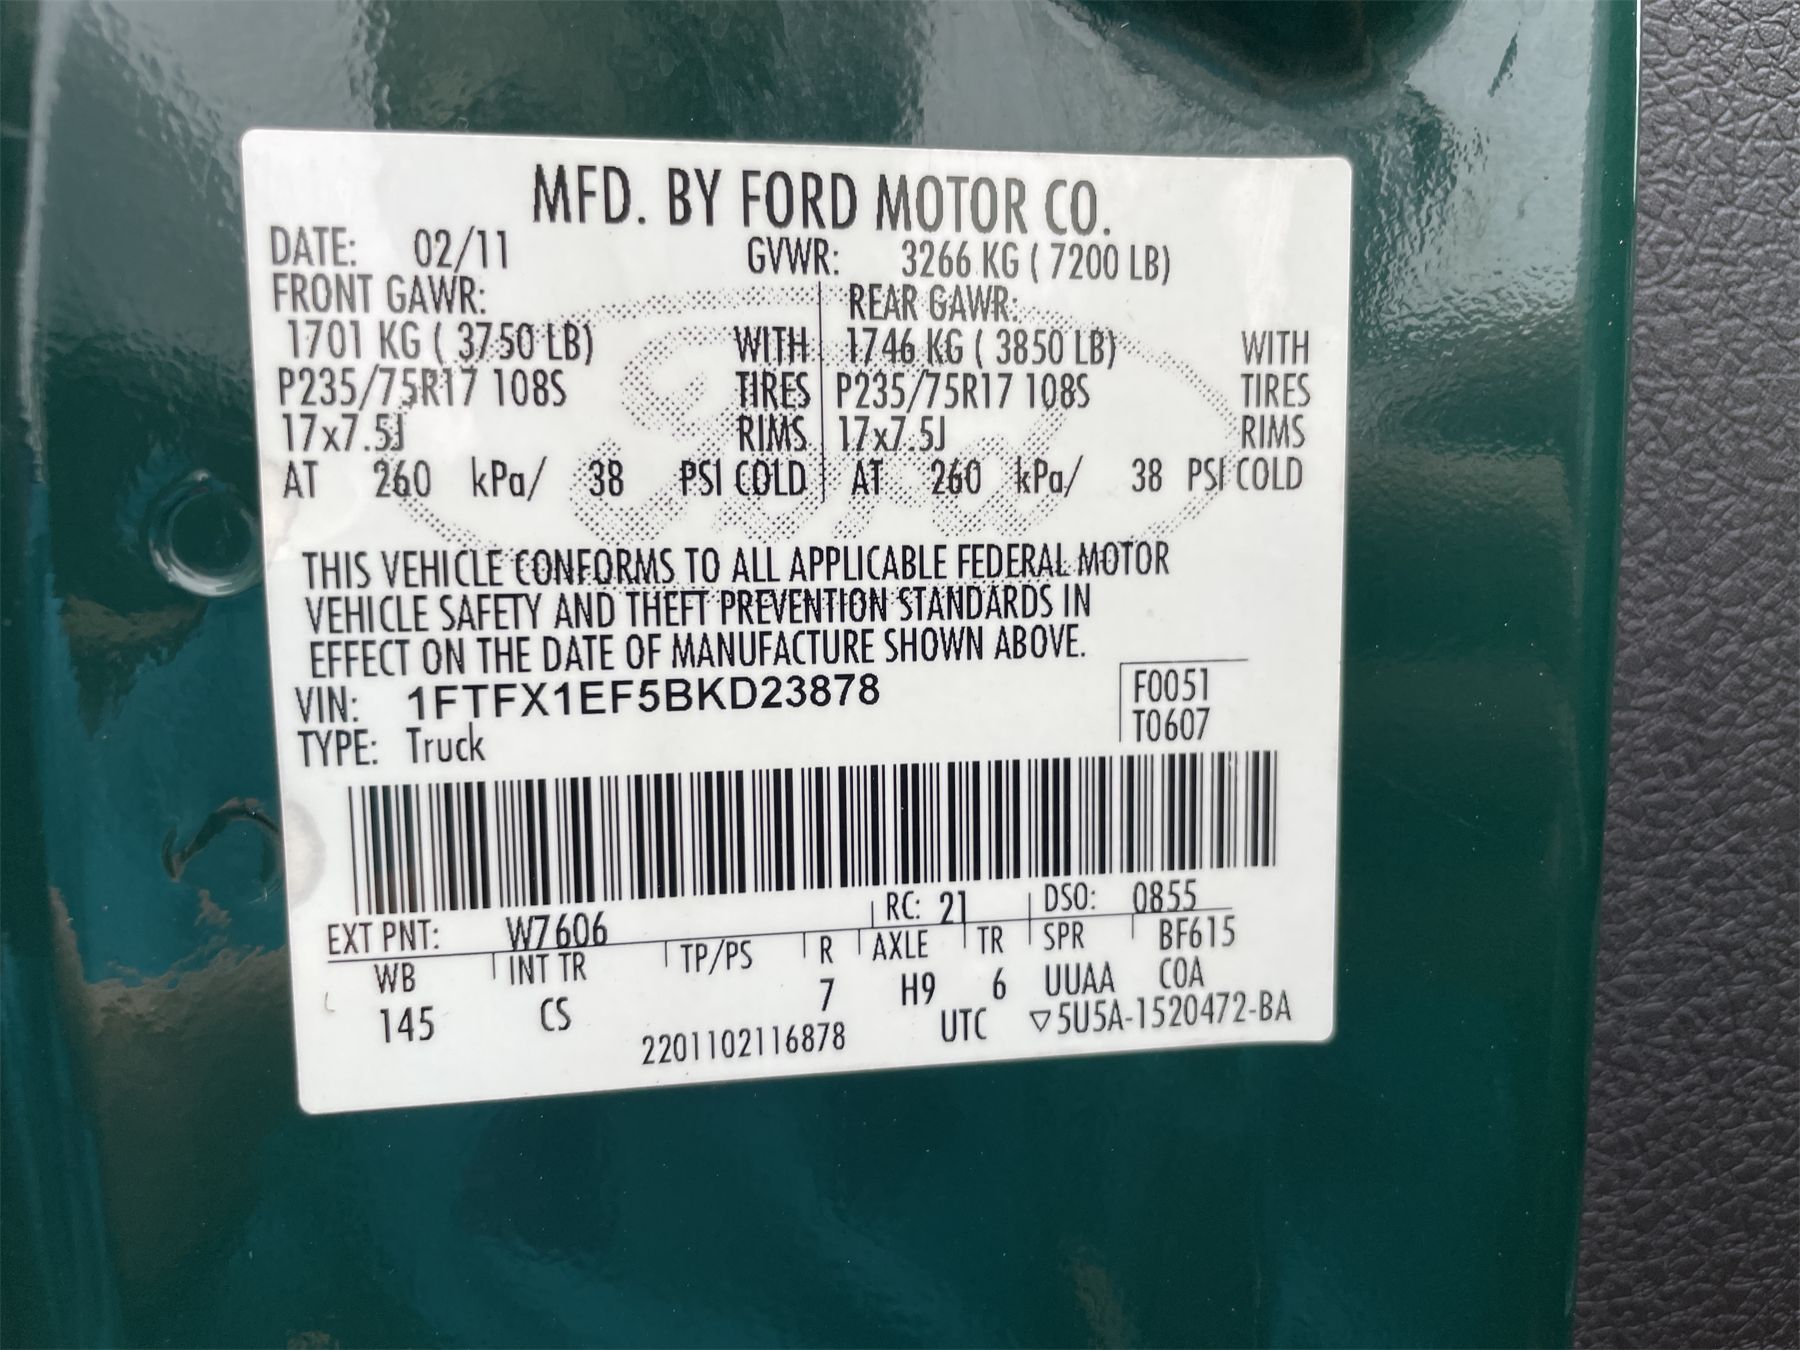 MFD. BY FORD MOTOR CO.
DATE: 02/11 GVWR: 3266 KG ( 7200 LB)
FRONT GAWR: REAR GAWR:
1701 KG ( 3750 LB) WITH 1746 KG ( 3850 LB) WITH
P235/75R17 108S TIRES P235/75R17 108S TIRES
17x7.5J RIMS 17x7.5J RIMS
AT 260 kPa/ 38 PSI COLD AT 260 kPa/ 38 PSI COLD
Ford
THIS VEHICLE CONFORMS TO ALL APPLICABLE FEDERAL MOTOR
VEHICLE SAFETY AND THEFT PREVENTION STANDARDS IN
EFFECT ON THE DATE OF MANUFACTURE SHOWN ABOVE.
VIN: 1FTFX1EF5BKD23878 F0051
TYPE: Truck T0607
EXT PNT: W7606 RC: 21 DSO: 0855
WB INT TR TP/PS R AXLE TR SPR BF615
145 CS 7 H9 6 UUAA COA
2201102116878 UTC ▽5U5A-1520472-BA